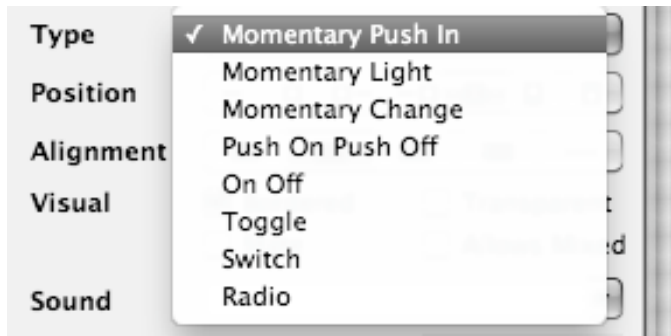 Type ✓ Momentary Push In
Momentary Light
Position
Momentary Change
Alignment Push On Push Off
Visual On Off
Toggle
Switch
Sound Radio